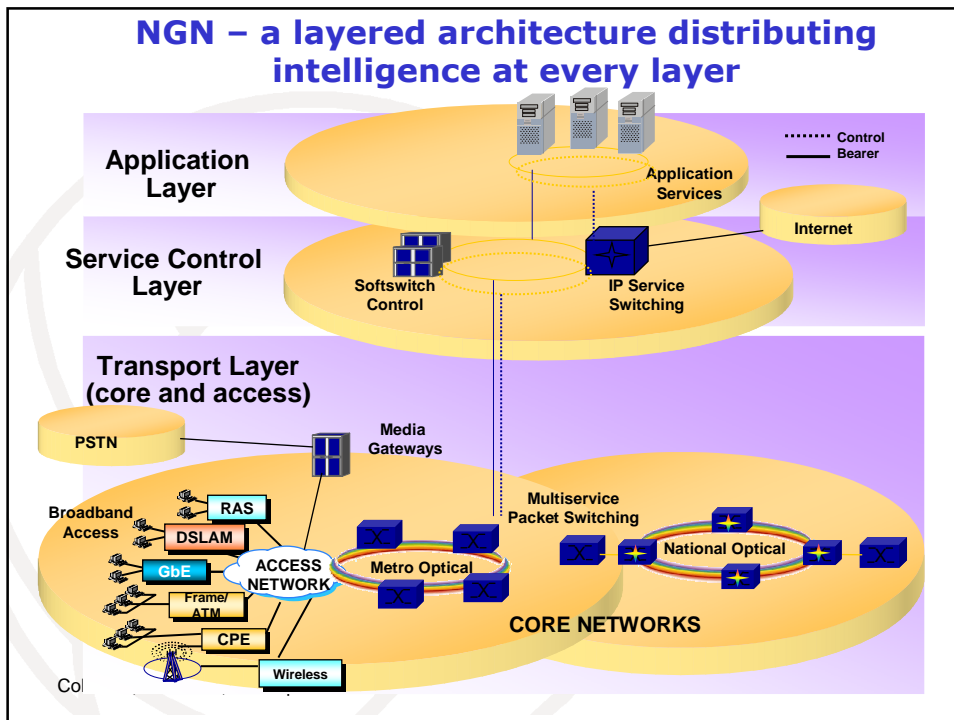 NGN – a layered architecture distributing
intelligence at every layer
Control
Bearer
Application
Layer
Application
Services
Internet
Service Control
Layer
Softswitch
Control
IP Service
Switching
Transport Layer
(core and access)
PSTN
Media
Gateways
Broadband
Access
RAS
DSLAM
GbE
Frame/
ATM
CPE
Wireless
ACCESS
NETWORK
Metro Optical
Multiservice
Packet Switching
National Optical
CORE NETWORKS